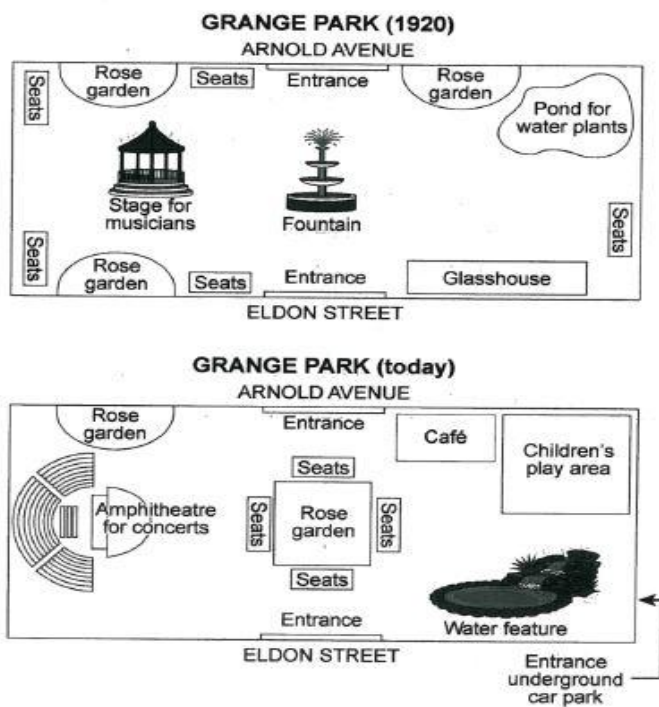 GRANGE PARK (1920)
ARNOLD AVENUE
Seats
Rose
garden
Seats
Entrance
Rose
garden
Pond for
water plants
Stage for
musicians
Fountain
Seats
Seats
Rose
garden
Seats
Entrance
Glasshouse
ELDON STREET
GRANGE PARK (today)
ARNOLD AVENUE
Rose
garden
Entrance
Café
Children's
play area
Seats
Amphitheatre
for concerts
Seats
Rose
garden
Seats
Seats
Water feature
Entrance
ELDON STREET
Entrance
underground
car park